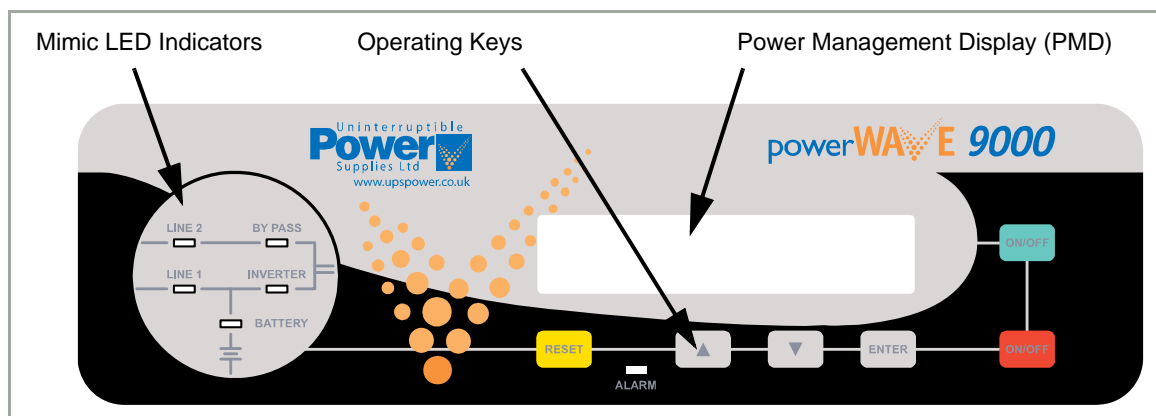 Mimic LED Indicators
Operating Keys
Power Management Display (PMD)
Uninterruptible
Power
Supplies Ltd
www.upspower.co.uk
powerWAVE 9000
LINE 2
BY PASS
LINE 1
INVERTER
BATTERY
ON/OFF
RESET
▲
▼
ENTER
ON/OFF
ALARM